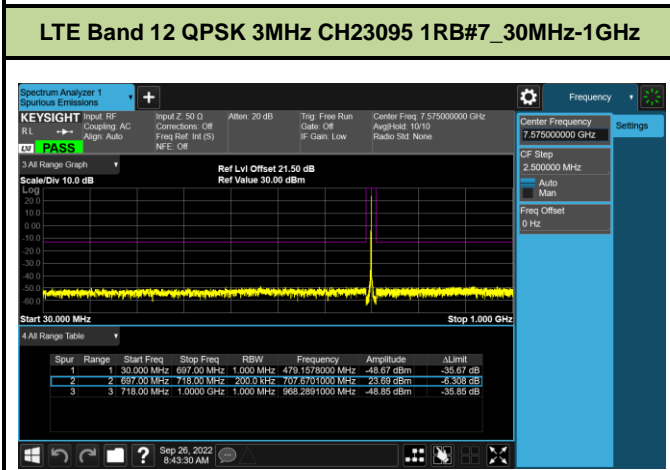 LTE Band 12 QPSK 3MHz CH23095 1RB#7_30MHz-1GHz
Spectrum Analyzer 1
Spurious Emissions
+
Frequency
KEYSIGHT Input: RF Input Z: 50 Ω Atten: 20 dB Trig: Free Run Center Freq: 7.575000000 GHz
R L Coupling: AC Corrections: Off Gate: Off Avg|Hold: 10/10
Align: Auto Freq Ref: Int (S) IF Gain: Low Radio Std: None
LXI PASS NFE: Off
Center Frequency
7.575000000 GHz
Settings
CF Step
2.500000 MHz
Auto
Man
Freq Offset
0 Hz
3 All Range Graph
Ref Lvl Offset 21.50 dB
Scale/Div 10.0 dB Ref Value 30.00 dBm
Log
20.0
10.0
0.00
-10.0
-20.0
-30.0
-40.0
-50.0
-60.0
Start 30.000 MHz Stop 1.000 GHz
4 All Range Table
Spur Range Start Freq Stop Freq RBW Frequency Amplitude ΔLimit
1 1 30.000 MHz 697.00 MHz 1.000 MHz 479.1578000 MHz -48.67 dBm -35.67 dB
2 2 697.00 MHz 718.00 MHz 200.0 kHz 707.6701000 MHz 23.69 dBm -6.308 dB
3 3 718.00 MHz 1.0000 GHz 1.000 MHz 968.2891000 MHz -48.85 dBm -35.85 dB
?
Sep 26, 2022
8:43:30 AM